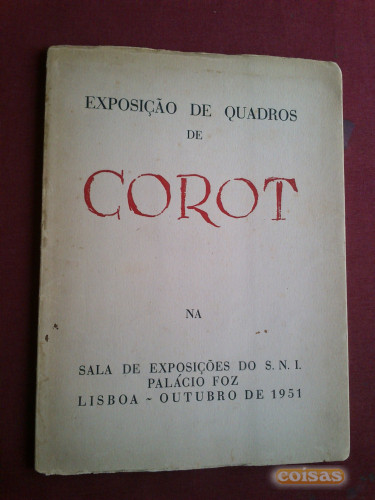 EXPOSIÇÃO DE QUADROS
DE
COROT
NA
SALA DE EXPOSIÇÕES DO S. N. I.
PALÁCIO FOZ
LISBOA - OUTUBRO DE 1951
coisas